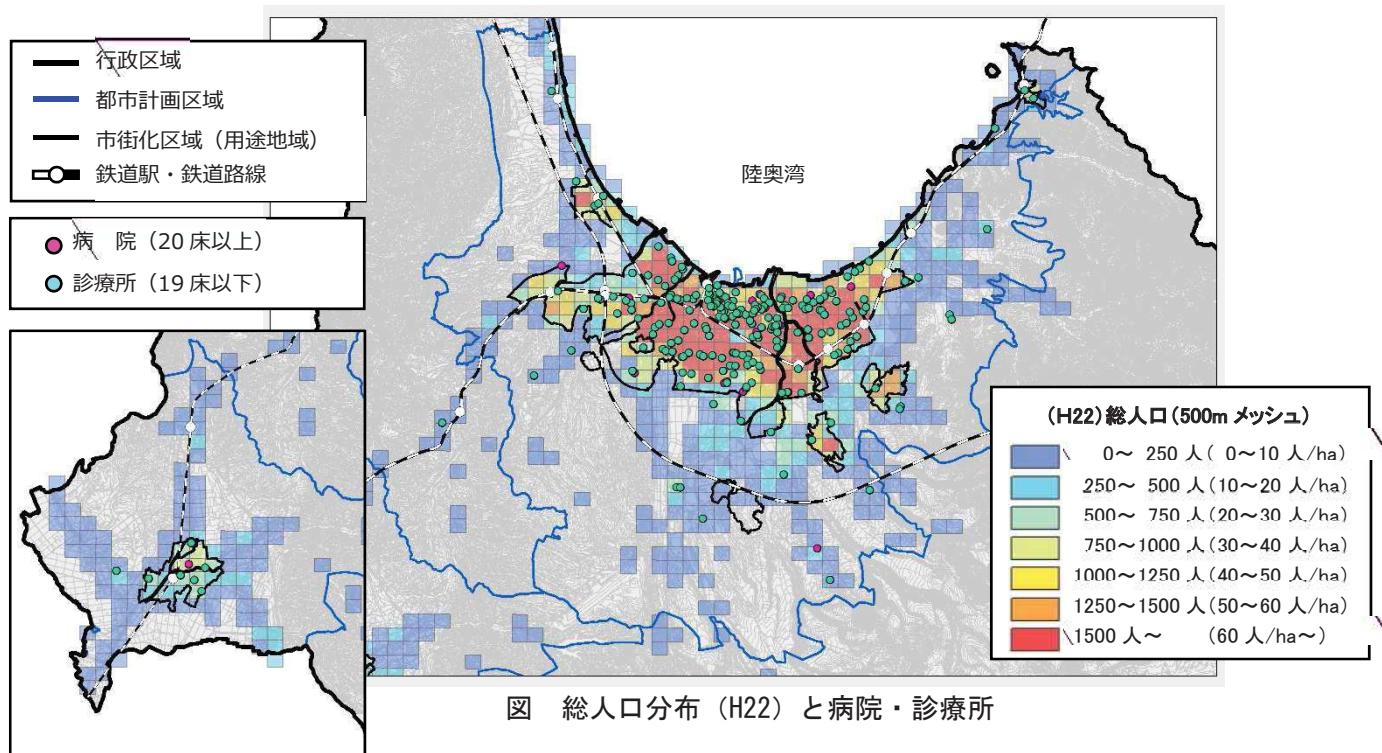 行政区域
都市計画区域
市街化区域（用途地域）
鉄道駅・鉄道路線
病　院（20 床以上）
診療所（19 床以下）
陸奥湾
(H22)総人口(500m メッシュ)
0～ 250 人( 0～10 人/ha)
250～ 500 人(10～20 人/ha)
500～ 750 人(20～30 人/ha)
750～1000 人(30～40 人/ha)
1000～1250 人(40～50 人/ha)
1250～1500 人(50～60 人/ha)
1500 人～　　(60 人/ha～)
図　総人口分布（H22）と病院・診療所